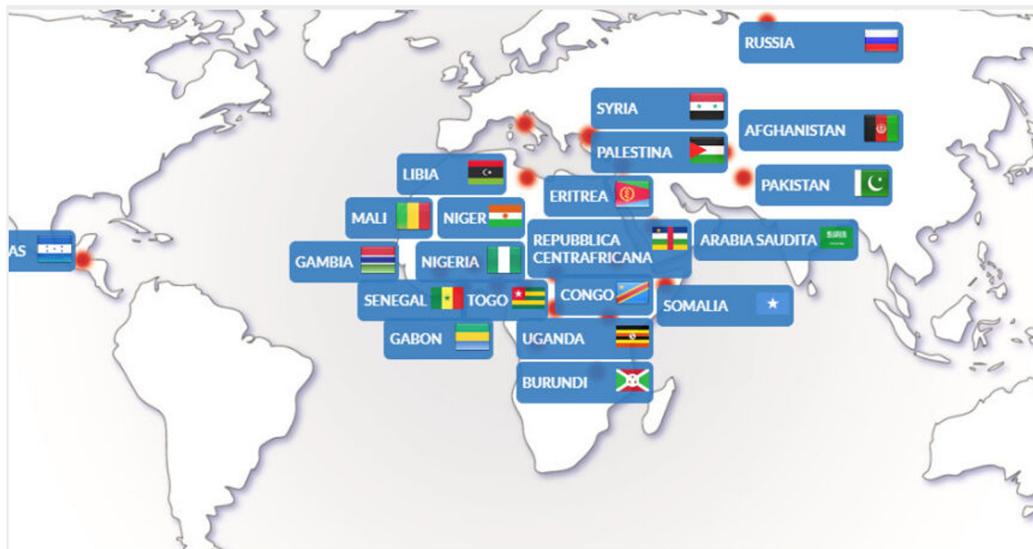 RUSSIA
SYRIA
AFGHANISTAN
PALESTINA
LIBIA
PAKISTAN
ERITREA
MALI
NIGER
AS
REPUBBLICA
CENTRAFRICANA
ARABIA SAUDITA
GAMBIA
NIGERIA
SENEGAL
TOGO
CONGO
SOMALIA
GABON
UGANDA
BURUNDI